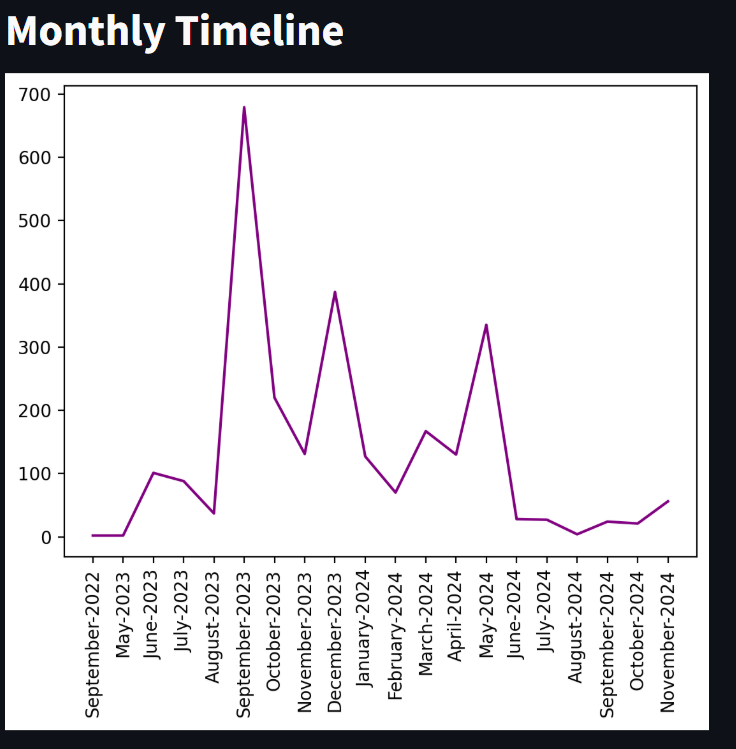 Monthly Timeline
700
600
500
400
300
200
100
0
September-2022
May-2023
June-2023
July-2023
August-2023
September-2023
October-2023
November-2023
December-2023
January-2024
February-2024
March-2024
April-2024
May-2024
June-2024
July-2024
August-2024
September-2024
October-2024
November-2024